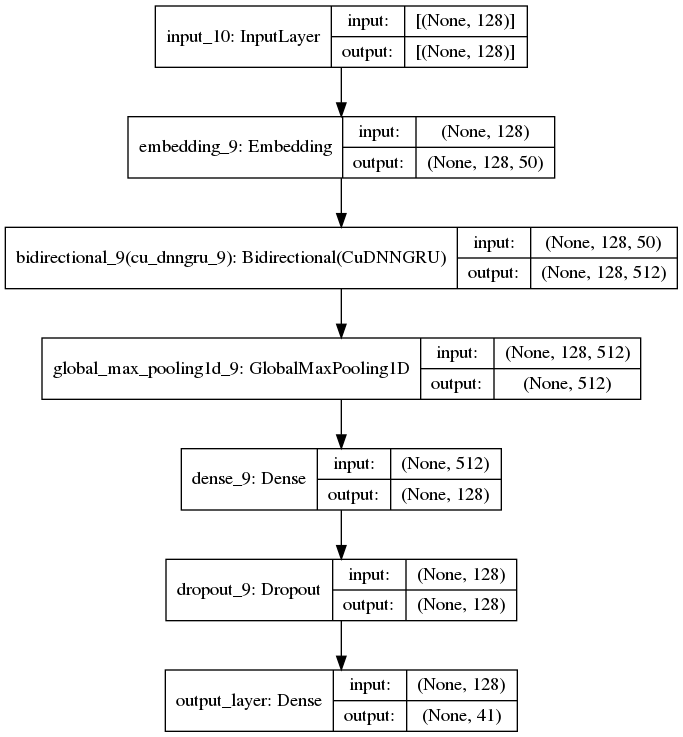 input_10: InputLayer
input:
[(None, 128)]
output:
[(None, 128)]
embedding_9: Embedding
input:
(None, 128)
output:
(None, 128, 50)
bidirectional_9(cu_dnngru_9): Bidirectional(CuDNNGRU)
input:
(None, 128, 50)
output:
(None, 128, 512)
global_max_pooling1d_9: GlobalMaxPooling1D
input:
(None, 128, 512)
output:
(None, 512)
dense_9: Dense
input:
(None, 512)
output:
(None, 128)
dropout_9: Dropout
input:
(None, 128)
output:
(None, 128)
output_layer: Dense
input:
(None, 128)
output:
(None, 41)